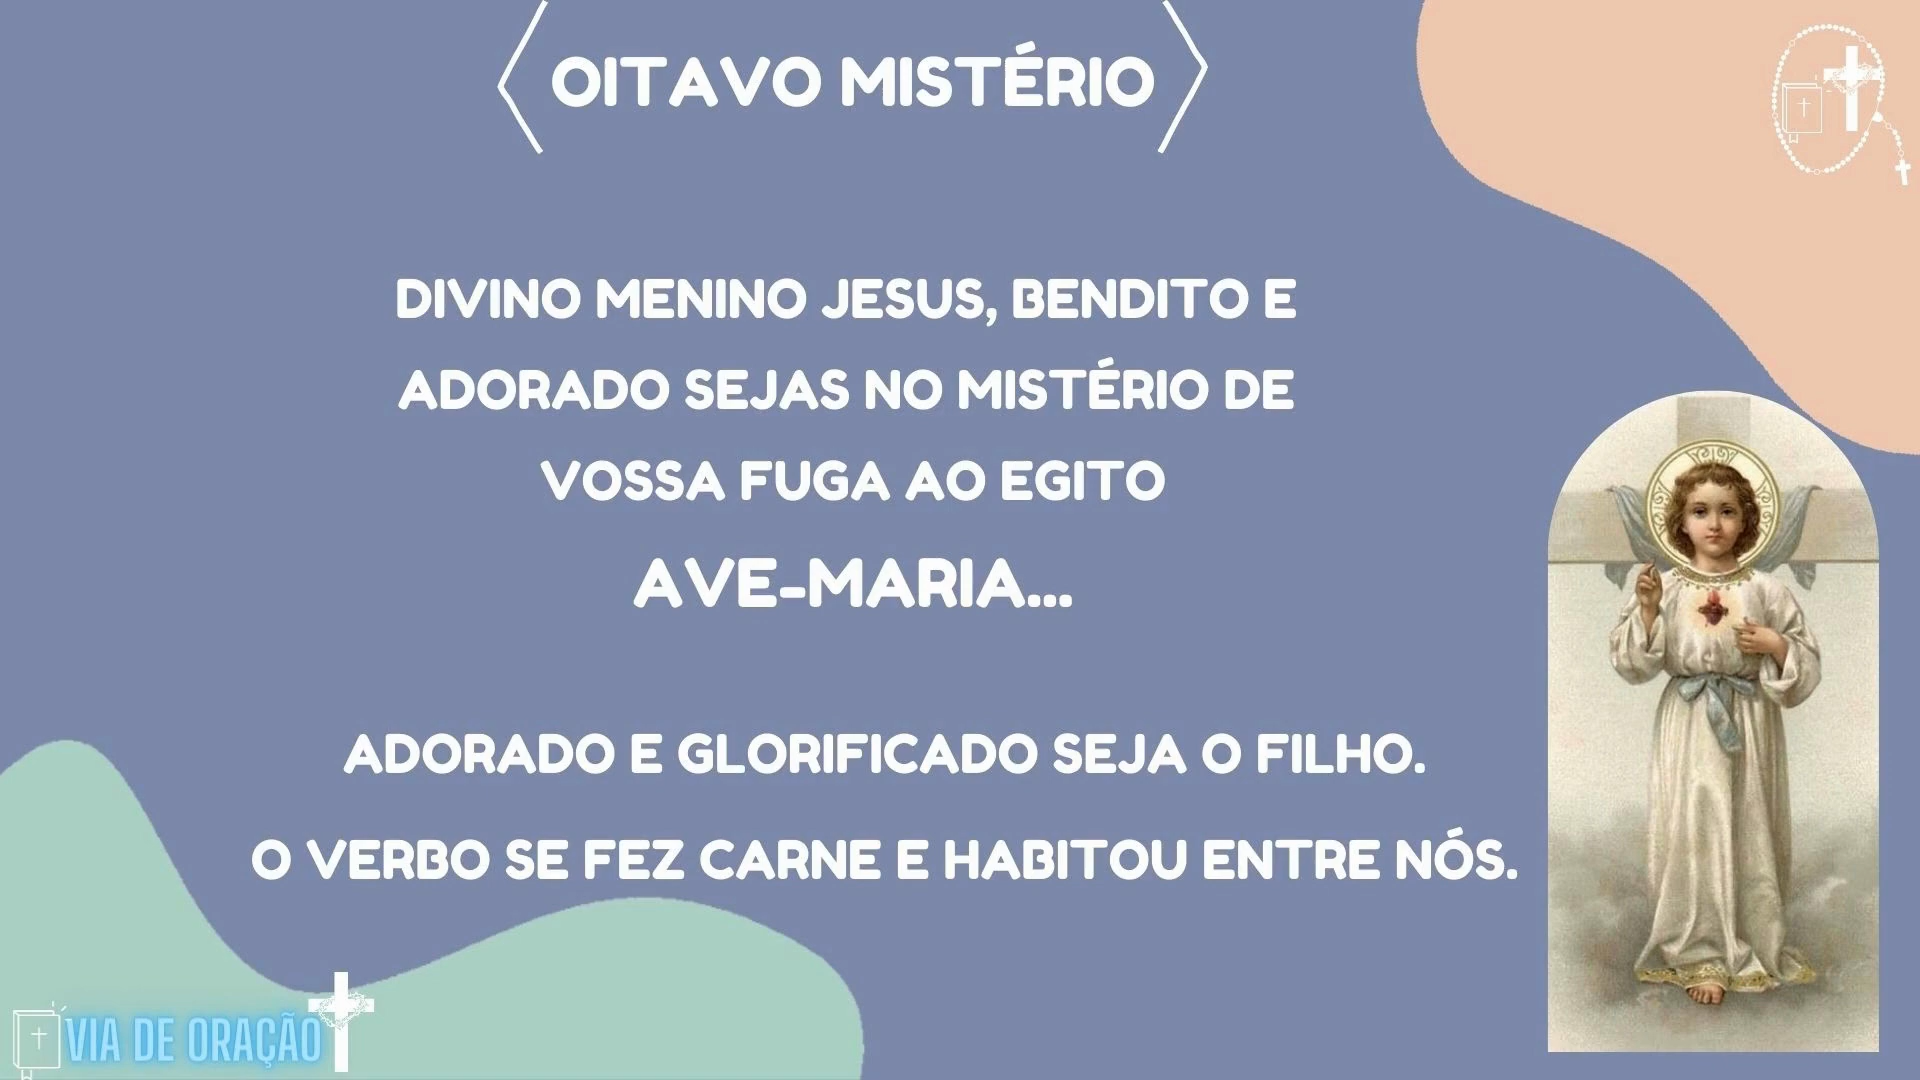 OITAVO MISTÉRIO
DIVINO MENINO JESUS, BENDITO E
ADORADO SEJAS NO MISTÉRIO DE
VOSSA FUGA AO EGITO
AVE-MARIA...
ADORADO E GLORIFICADO SEJA O FILHO.
O VERBO SE FEZ CARNE E HABITOU ENTRE NÓS.
VIA DE ORAÇÃO